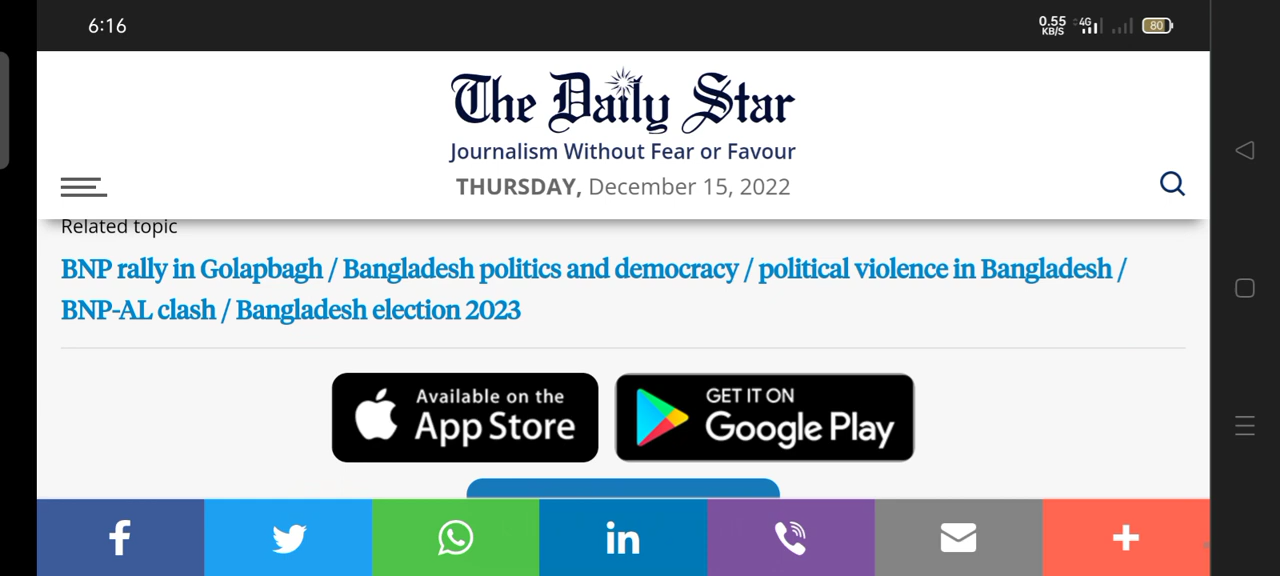 6:16
0.55
KB/S
4G
80
The Daily Star
Journalism Without Fear or Favour
THURSDAY, December 15, 2022
Related topic
BNP rally in Golapbagh / Bangladesh politics and democracy / political violence in Bangladesh /
BNP-AL clash / Bangladesh election 2023
Available on the
App Store
GET IT ON
Google Play